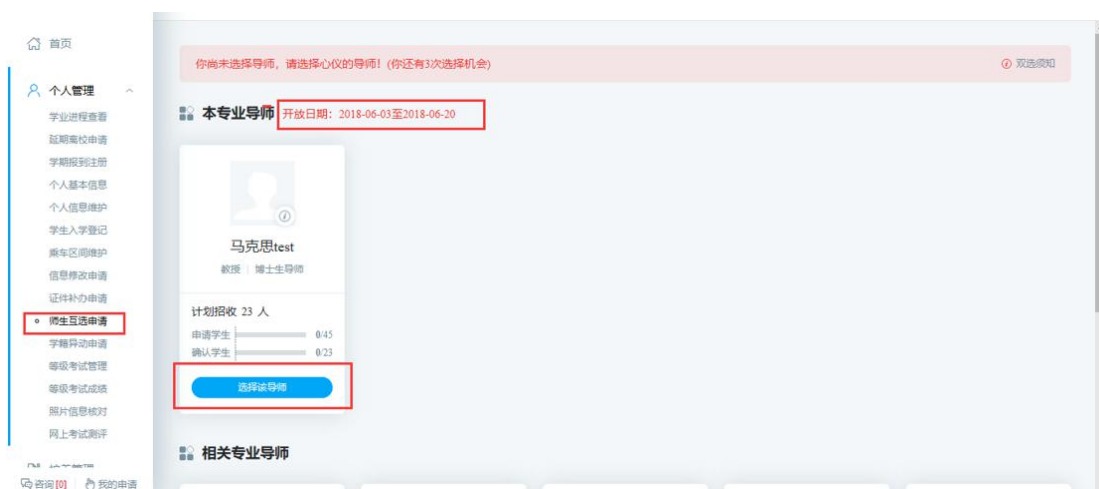 首页
个人管理
学业进程查看
延期离校申请
学期报到注册
个人基本信息
个人信息维护
学生入学登记
乘车区间维护
信息修改申请
证件补办申请
师生互选申请
学籍异动申请
等级考试管理
等级考试成绩
照片信息核对
网上考试测评
咨询[0] 我的申请
你尚未选择导师，请选择心仪的导师！(你还有3次选择机会)
双选须知
本专业导师 开放日期：2018-06-03至2018-06-20
马克思test
教授 博士生导师
计划招收 23 人
申请学生 0/45
确认学生 0/23
选择该导师
相关专业导师